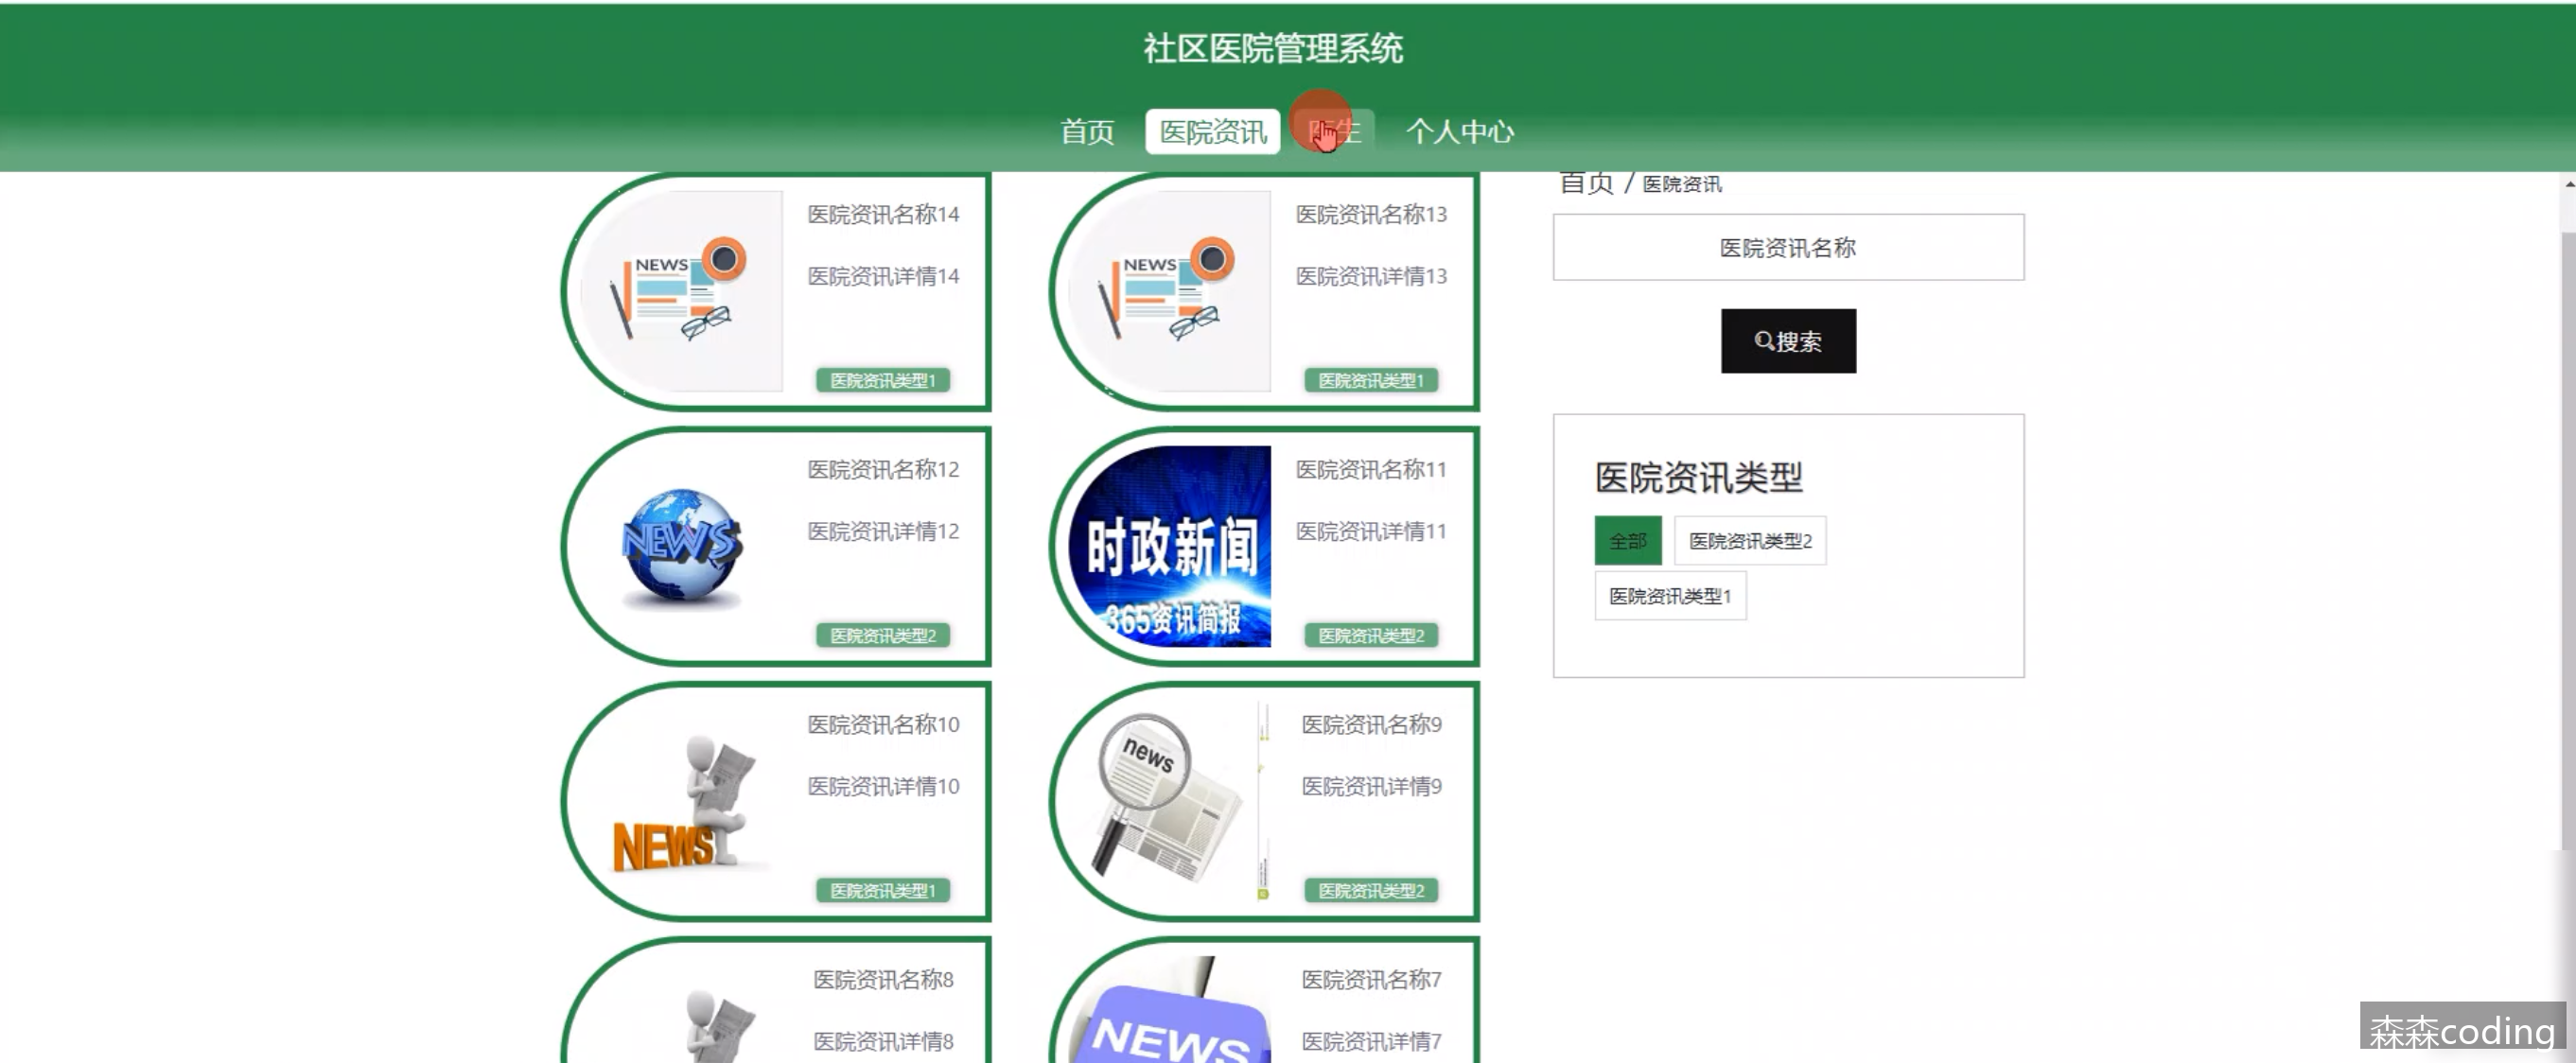 社区医院管理系统
首页 医院资讯 医生 个人中心
首页 / 医院资讯
医院资讯名称
搜索
医院资讯类型
全部 医院资讯类型2
医院资讯类型1
医院资讯名称14
医院资讯详情14
医院资讯类型1
NEWS
医院资讯名称13
医院资讯详情13
医院资讯类型1
NEWS
医院资讯名称12
医院资讯详情12
医院资讯类型2
NEWS
医院资讯名称11
医院资讯详情11
医院资讯类型2
时政新闻
365资讯简报
医院资讯名称10
医院资讯详情10
医院资讯类型1
NEWS
医院资讯名称9
医院资讯详情9
医院资讯类型2
news
医院资讯名称8
医院资讯详情8
医院资讯名称7
医院资讯详情7
NEWS
森森coding